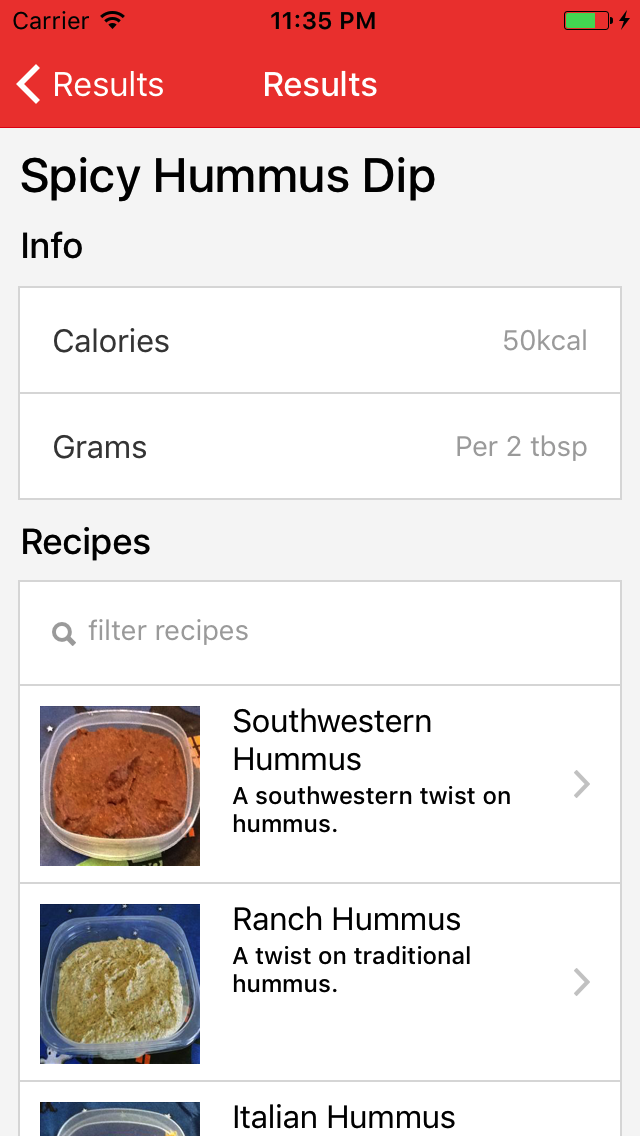 Carrier 11:35 PM
Results Results
Spicy Hummus Dip
Info
Calories 50kcal
Grams Per 2 tbsp
Recipes
filter recipes
Southwestern
Hummus
A southwestern twist on
hummus.
Ranch Hummus
A twist on traditional
hummus.
Italian Hummus